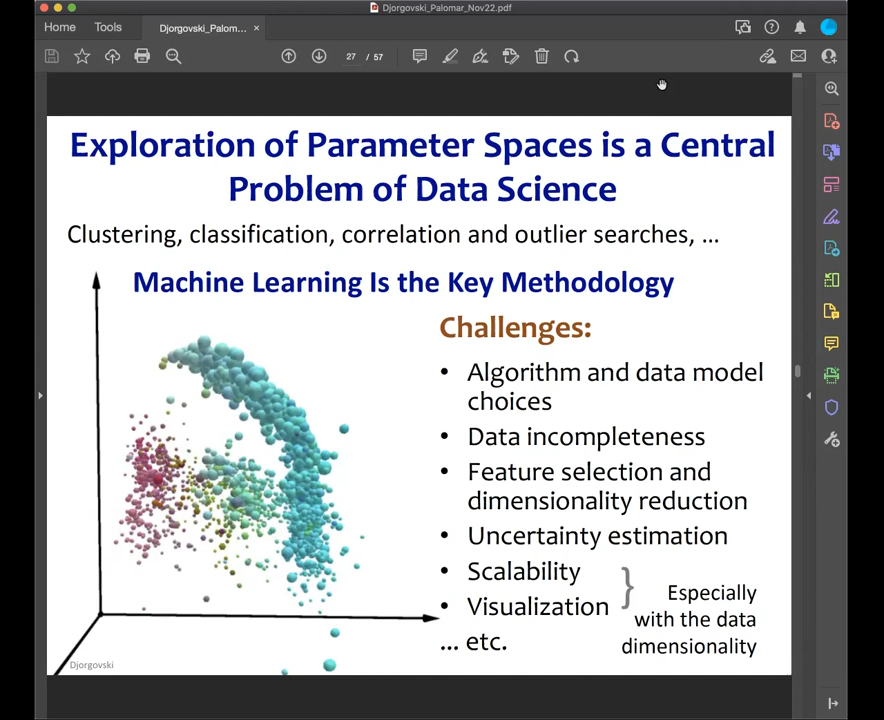 Djorgovski_Palomar_Nov22.pdf
Home
Tools
Djorgovski_Palom...
×
27 / 57
Exploration of Parameter Spaces is a Central
Problem of Data Science
Clustering, classification, correlation and outlier searches, ...
Machine Learning Is the Key Methodology
Challenges:
• Algorithm and data model
choices
• Data incompleteness
• Feature selection and
dimensionality reduction
• Uncertainty estimation
• Scalability
• Visualization
... etc.
} Especially
with the data
dimensionality
Djorgovski